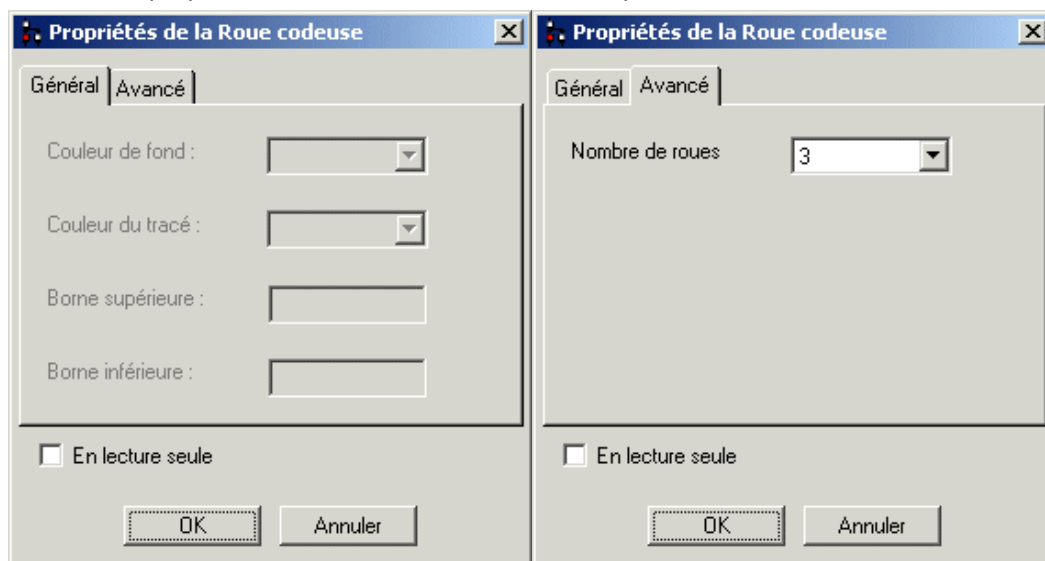 Propriétés de la Roue codeuse
Général Avancé
Couleur de fond :
Couleur du tracé :
Borne supérieure :
Borne inférieure :
En lecture seule
OK Annuler
Propriétés de la Roue codeuse
Général Avancé
Nombre de roues 3
En lecture seule
OK Annuler